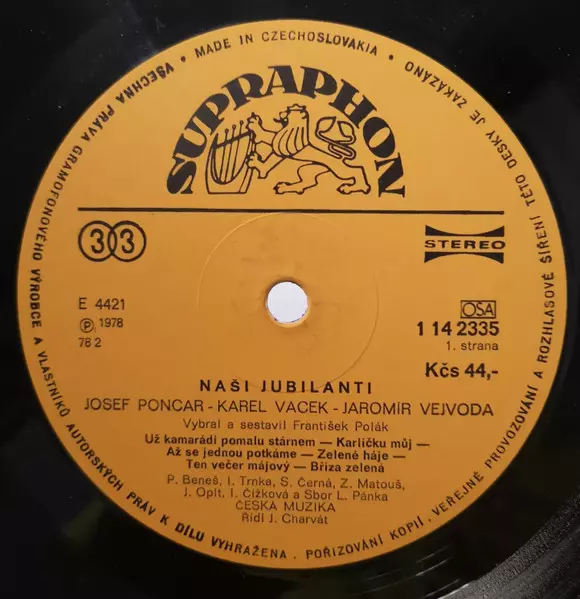 VŠECHNA PRÁVA GRAMOFONOVÉHO VÝROBCE A VLASTNÍKŮ AUTORSKÝCH PRÁV K DÍLU VYHRAŽENA. POŘIZOVÁNÍ KOPIÍ, VEŘEJNÉ PROVOZOVÁNÍ A ROZHLASOVÉ ŠÍŘENÍ TÉTO DESKY JE ZAKÁZÁNO
• MADE IN CZECHOSLOVAKIA •
SUPRAPHON
33
STEREO
E 4421
Ⓟ 1978
78 2
OSA
1 14 2335
1. strana
Kčs 44,-
NAŠI JUBILANTI
JOSEF PONCAR - KAREL VACEK - JAROMÍR VEJVODA
Vybral a sestavil František Polák
Už kamarádi pomalu stárnem — Karlíčku můj —
Až se jednou potkáme — Zelené háje —
Ten večer májový — Bříza zelená
P. Beneš, I. Trnka, S. Černá, Z. Matouš,
J. Oplt, I. Čížková a Sbor L. Pánka
ČESKÁ MUZIKA
Řídí J. Charvát